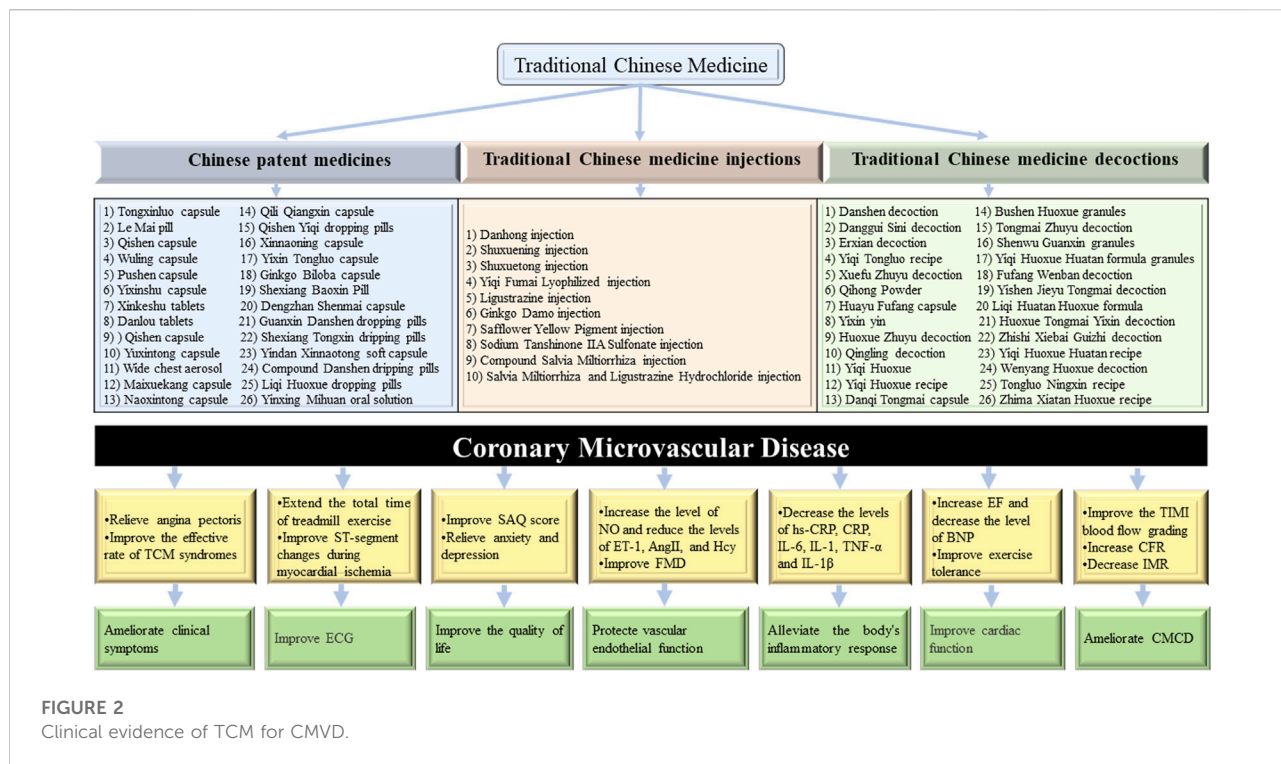 Traditional Chinese Medicine
Chinese patent medicines
Traditional Chinese medicine injections
Traditional Chinese medicine decoctions
1) Tongxinluo capsule
2) Le Mai pill
3) Qishen capsule
4) Wuling capsule
5) Pushen capsule
6) Yixinshu capsule
7) Xinkeshu tablets
8) Danlou tablets
9) ) Qishen capsule
10) Yuxintong capsule
11) Wide chest aerosol
12) Maixuekang capsule
13) Naoxintong capsule
14) Qili Qiangxin capsule
15) Qishen Yiqi dropping pills
16) Xinnaoning capsule
17) Yixin Tongluo capsule
18) Ginkgo Biloba capsule
19) Shexiang Baoxin Pill
20) Dengzhan Shenmai capsule
21) Guanxin Danshen dropping pills
22) Shexiang Tongxin dripping pills
23) Yindan Xinnaotong soft capsule
24) Compound Danshen dripping pills
25) Liqi Huoxue dropping pills
26) Yinxing Mihuan oral solution
1) Danhong injection
2) Shuxuening injection
3) Shuxuetong injection
4) Yiqi Fumai Lyophilized injection
5) Ligustrazine injection
6) Ginkgo Damo injection
7) Safflower Yellow Pigment injection
8) Sodium Tanshinone IIA Sulfonate injection
9) Compound Salvia Miltiorrhiza injection
10) Salvia Miltiorrhiza and Ligustrazine Hydrochloride injection
1) Danshen decoction
2) Danggui Sini decoction
3) Erxian decoction
4) Yiqi Tongluo recipe
5) Xuefu Zhuyu decoction
6) Qihong Powder
7) Huayu Fufang capsule
8) Yixin yin
9) Huoxue Zhuyu decoction
10) Qingling decoction
11) Yiqi Huoxue
12) Yiqi Huoxue recipe
13) Danqi Tongmai capsule
14) Bushen Huoxue granules
15) Tongmai Zhuyu decoction
16) Shenwu Guanxin granules
17) Yiqi Huoxue Huatan formula granules
18) Fufang Wenban decoction
19) Yishen Jieyu Tongmai decoction
20 Liqi Huatan Huoxue formula
21) Huoxue Tongmai Yixin decoction
22) Zhishi Xiebai Guizhi decoction
23) Yiqi Huoxue Huatan recipe
24) Wenyang Huoxue decoction
25) Tongluo Ningxin recipe
26) Zhima Xiatan Huoxue recipe
Coronary Microvascular Disease
•Relieve angina pectoris
•Improve the effective
rate of TCM syndromes
•Extend the total time
of treadmill exercise
•Improve ST-segment
changes during
myocardial ischemia
•Improve SAQ score
•Relieve anxiety and
depression
•Increase the level of
NO and reduce the levels
of ET-1, AngII, and Hcy
•Improve FMD
•Decrease the levels
of hs-CRP, CRP,
IL-6, IL-1, TNF-α
and IL-1β
•Increase EF and
decrease the level
of BNP
•Improve exercise
tolerance
•Improve the TIMI
blood flow grading
•Increase CFR
•Decrease IMR
Ameliorate clinical
symptoms
Improve ECG
Improve the quality of
life
Protecte vascular
endothelial function
Alleviate the body's
inflammatory response
Improve cardiac
function
Ameliorate CMCD
FIGURE 2
Clinical evidence of TCM for CMVD.